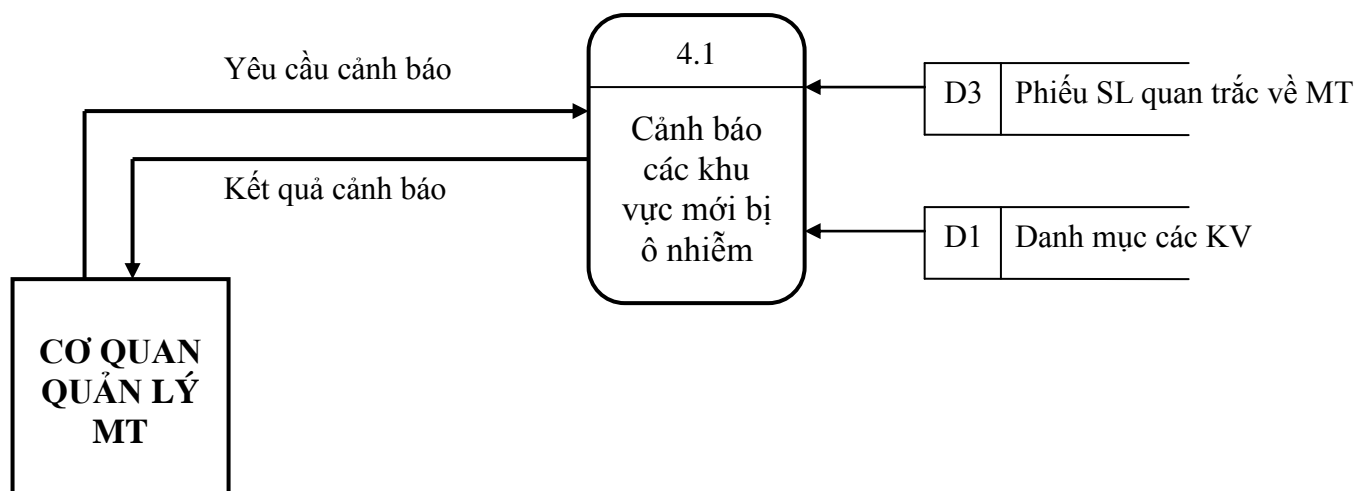 4.1
Yêu cầu cảnh báo
D3 Phiếu SL quan trắc về MT
Cảnh báo
các khu
vực mới bị
ô nhiễm
Kết quả cảnh báo
D1 Danh mục các KV
CƠ QUAN
QUẢN LÝ
MT